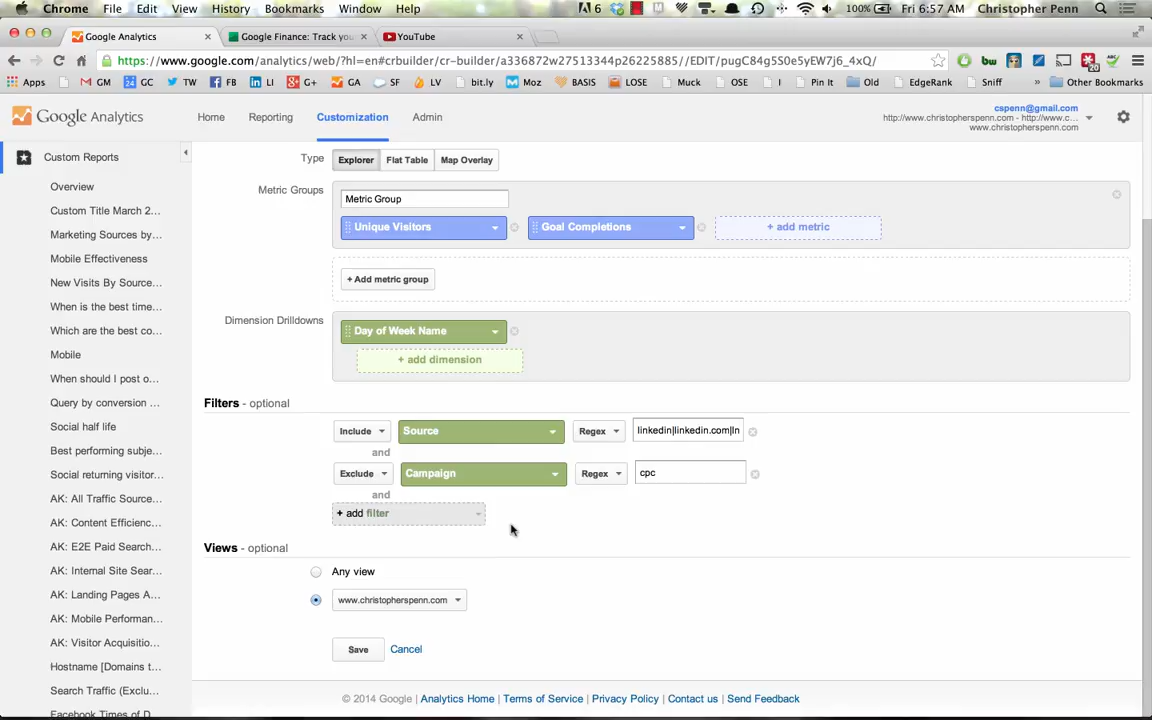 Chrome File Edit View History Bookmarks Window Help 6 100% Fri 6:57 AM Christopher Penn
Google Analytics Google Finance: Track you YouTube
https://www.google.com/analytics/web/?hl=en#crbuilder/cr-builder/a336872w27513344p26225885//EDIT/pugC84g5S0e5yEW7j6_4xQ/
Apps GM 24 GC TW FB LI G+ GA SF LV bit.ly Moz BASIS LOSE Muck OSE I Pin It Old EdgeRank Sniff » Other Bookmarks
Google Analytics Home Reporting Customization Admin
cspenn@gmail.com
http://www.christopherspenn.com - http://www.c...
www.christopherspenn.com
Custom Reports
Overview
Custom Title March 2...
Marketing Sources by...
Mobile Effectiveness
New Visits By Source...
When is the best time...
Which are the best co...
Mobile
When should I post o...
Query by conversion ...
Social half life
Best performing subje...
Social returning visitor...
AK: All Traffic Source...
AK: Content Efficienc...
AK: E2E Paid Search...
AK: Internal Site Sear...
AK: Landing Pages A...
AK: Mobile Performan...
AK: Visitor Acquisitio...
Hostname [Domains t...
Search Traffic (Exclu...
Facebook Times of D
Type Explorer Flat Table Map Overlay
Metric Groups
Metric Group
Unique Visitors Goal Completions + add metric
+ Add metric group
Dimension Drilldowns
Day of Week Name
+ add dimension
Filters - optional
Include Source Regex linkedin|linkedin.com|ln
and
Exclude Campaign Regex cpc
and
+ add filter
Views - optional
Any view
www.christopherspenn.com
Save Cancel
© 2014 Google | Analytics Home | Terms of Service | Privacy Policy | Contact us | Send Feedback